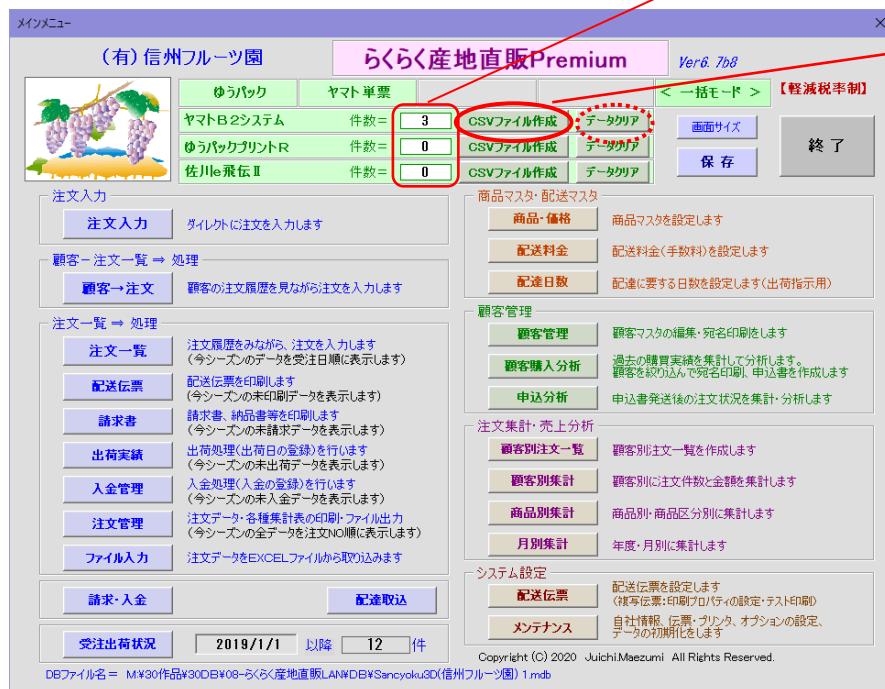 メインメニュー
(有)信州フルーツ園 らくらく産地直販Premium Ver6. 7b8
ゆうパック ヤマト単票 < 一括モード > 【軽減税率制】
ヤマトB2システム 件数= 3 CSVファイル作成 データクリア 画面サイズ
ゆうパックプリントR 件数= 0 CSVファイル作成 データクリア 終了
佐川e飛伝Ⅱ 件数= 0 CSVファイル作成 データクリア 保存
注文入力
注文入力 ダイレクトに注文を入力します
顧客-注文一覧 ⇒ 処理
顧客→注文 顧客の注文履歴を見ながら注文を入力します
注文一覧 ⇒ 処理
注文一覧 注文履歴をみながら、注文を入力します
(今シーズンのデータを受注日順に表示します)
配送伝票 配送伝票を印刷します
(今シーズンの未印刷データを表示します)
請求書 請求書、納品書等を印刷します
(今シーズンの未請求データを表示します)
出荷実績 出荷処理(出荷日の登録)を行います
(今シーズンの未出荷データを表示します)
入金管理 入金処理(入金の登録)を行います
(今シーズンの未入金データを表示します)
注文管理 注文データ・各種集計表の印刷・ファイル出力
(今シーズンの全データを注文NO順に表示します)
ファイル入力 注文データをEXCELファイルから取り込みます
請求・入金 配達取込
受注出荷状況 2019/1/1 以降 12 件
商品マスタ・配送マスタ
商品・価格 商品マスタを設定します
配送料金 配送料金(手数料)を設定します
配達日数 配達に要する日数を設定します(出荷指示用)
顧客管理
顧客管理 顧客マスタの編集・宛名印刷をします
顧客購入分析 過去の購買実績を集計して分析します。
顧客を絞り込んで宛名印刷、申込書を作成します
申込分析 申込書発送後の注文状況を集計・分析します
注文集計・売上分析
顧客別注文一覧 顧客別注文一覧を作成します
顧客別集計 顧客別に注文件数と金額を集計します
商品別集計 商品別・商品区分別に集計します
月別集計 年度・月別に集計します
システム設定
配送伝票 配送伝票を設定します
(複写伝票:印刷プロパティの設定・テスト印刷)
メンテナンス 自社情報、伝票・プリンタ、オプションの設定、
データの初期化をします
Copyright (C) 2020 Juichi.Maezumi All Rights Reserved.
DBファイル名= M:¥30作品¥30DB¥08-らくらく産地直販LAN¥DB¥Sancyoku3D(信州フルーツ園) 1.mdb